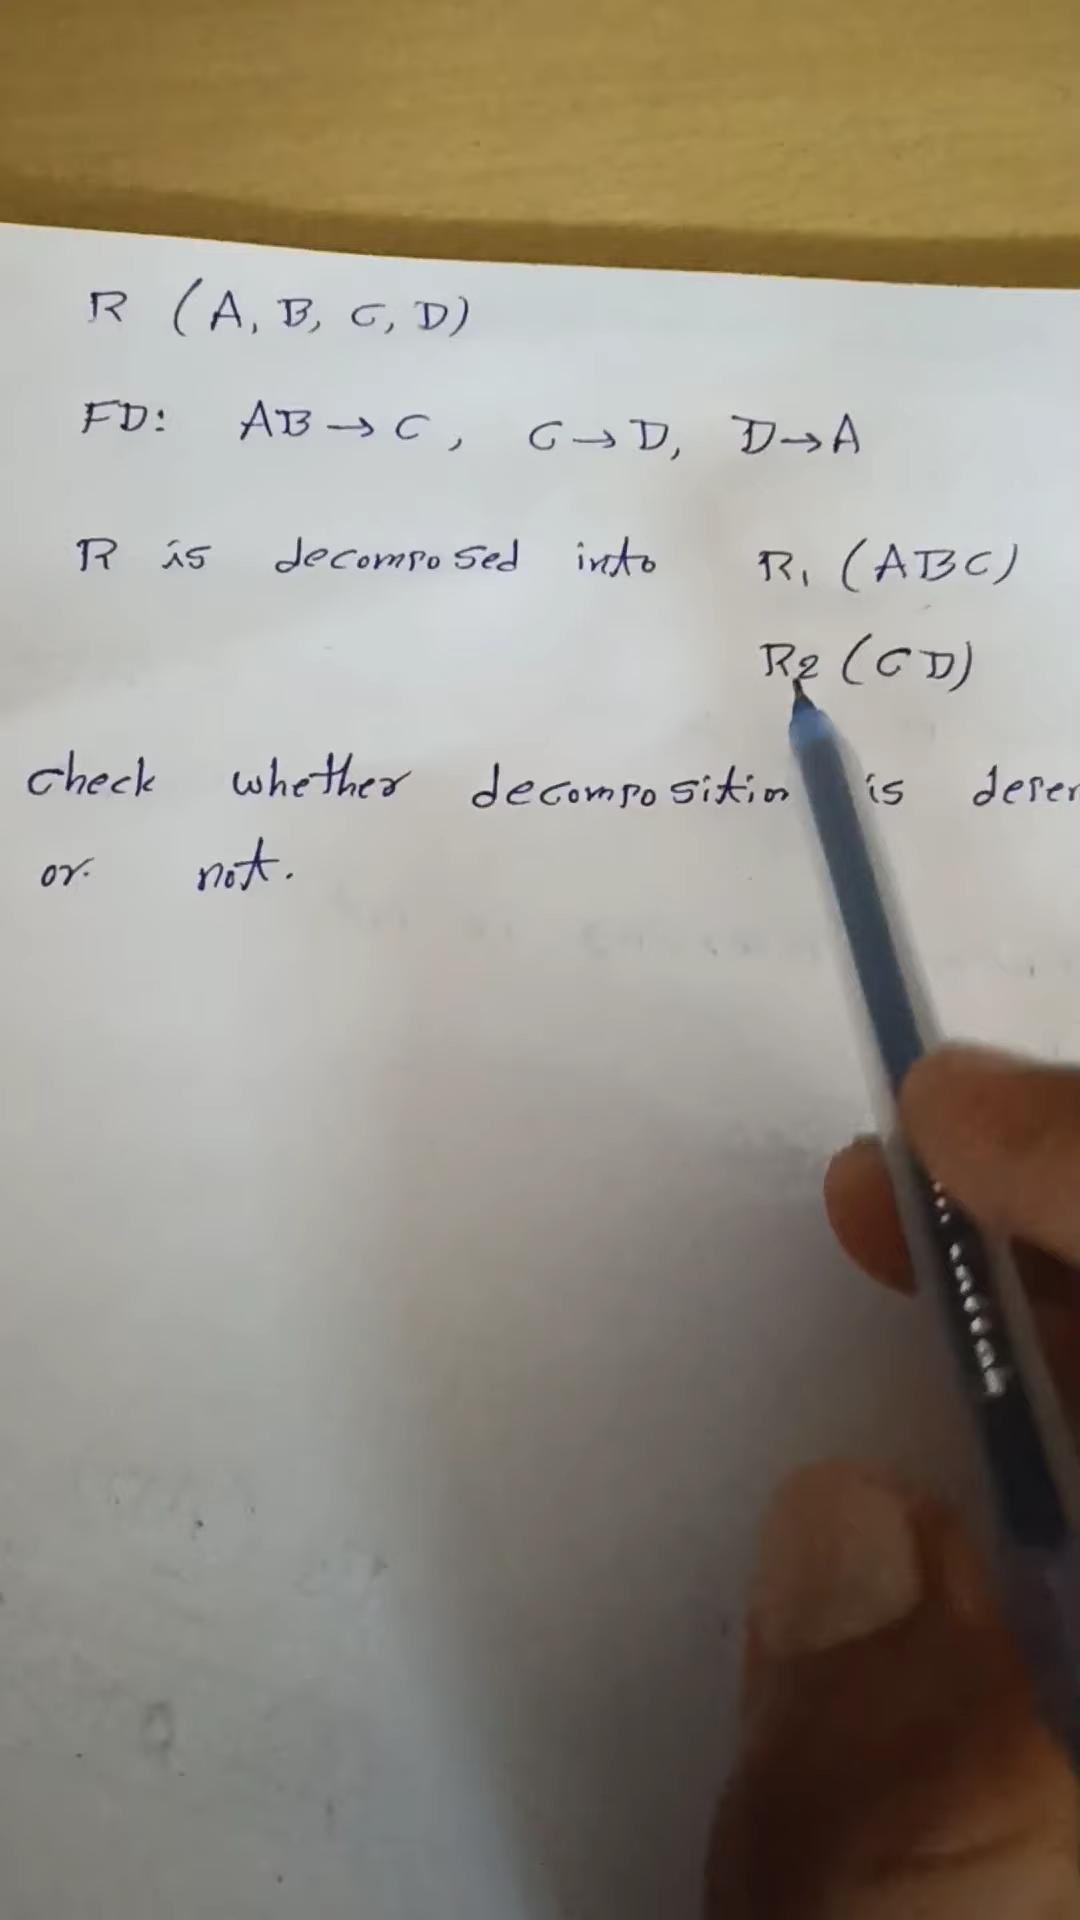 R (A, B, C, D)
FD: AB → C, C → D, D → A
R is decomposed into R1 (ABC)
R2 (CD)
check whether decomposition is
or not.